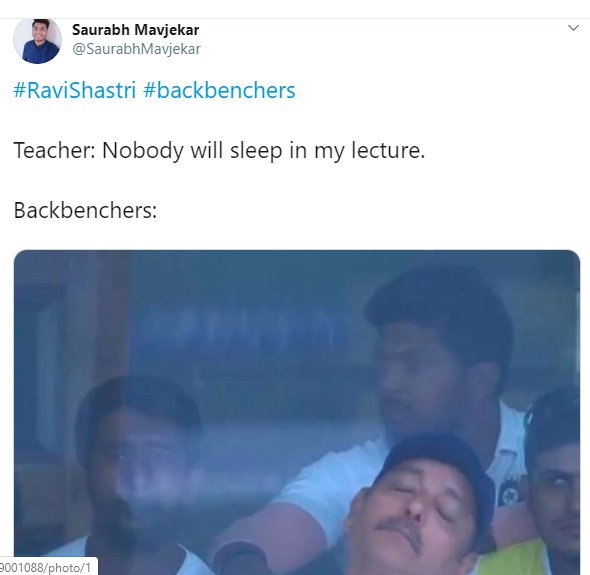 Saurabh Mavjekar
@SaurabhMavjekar
#RaviShastri #backbenchers
Teacher: Nobody will sleep in my lecture.
Backbenchers:
9001088/photo/1